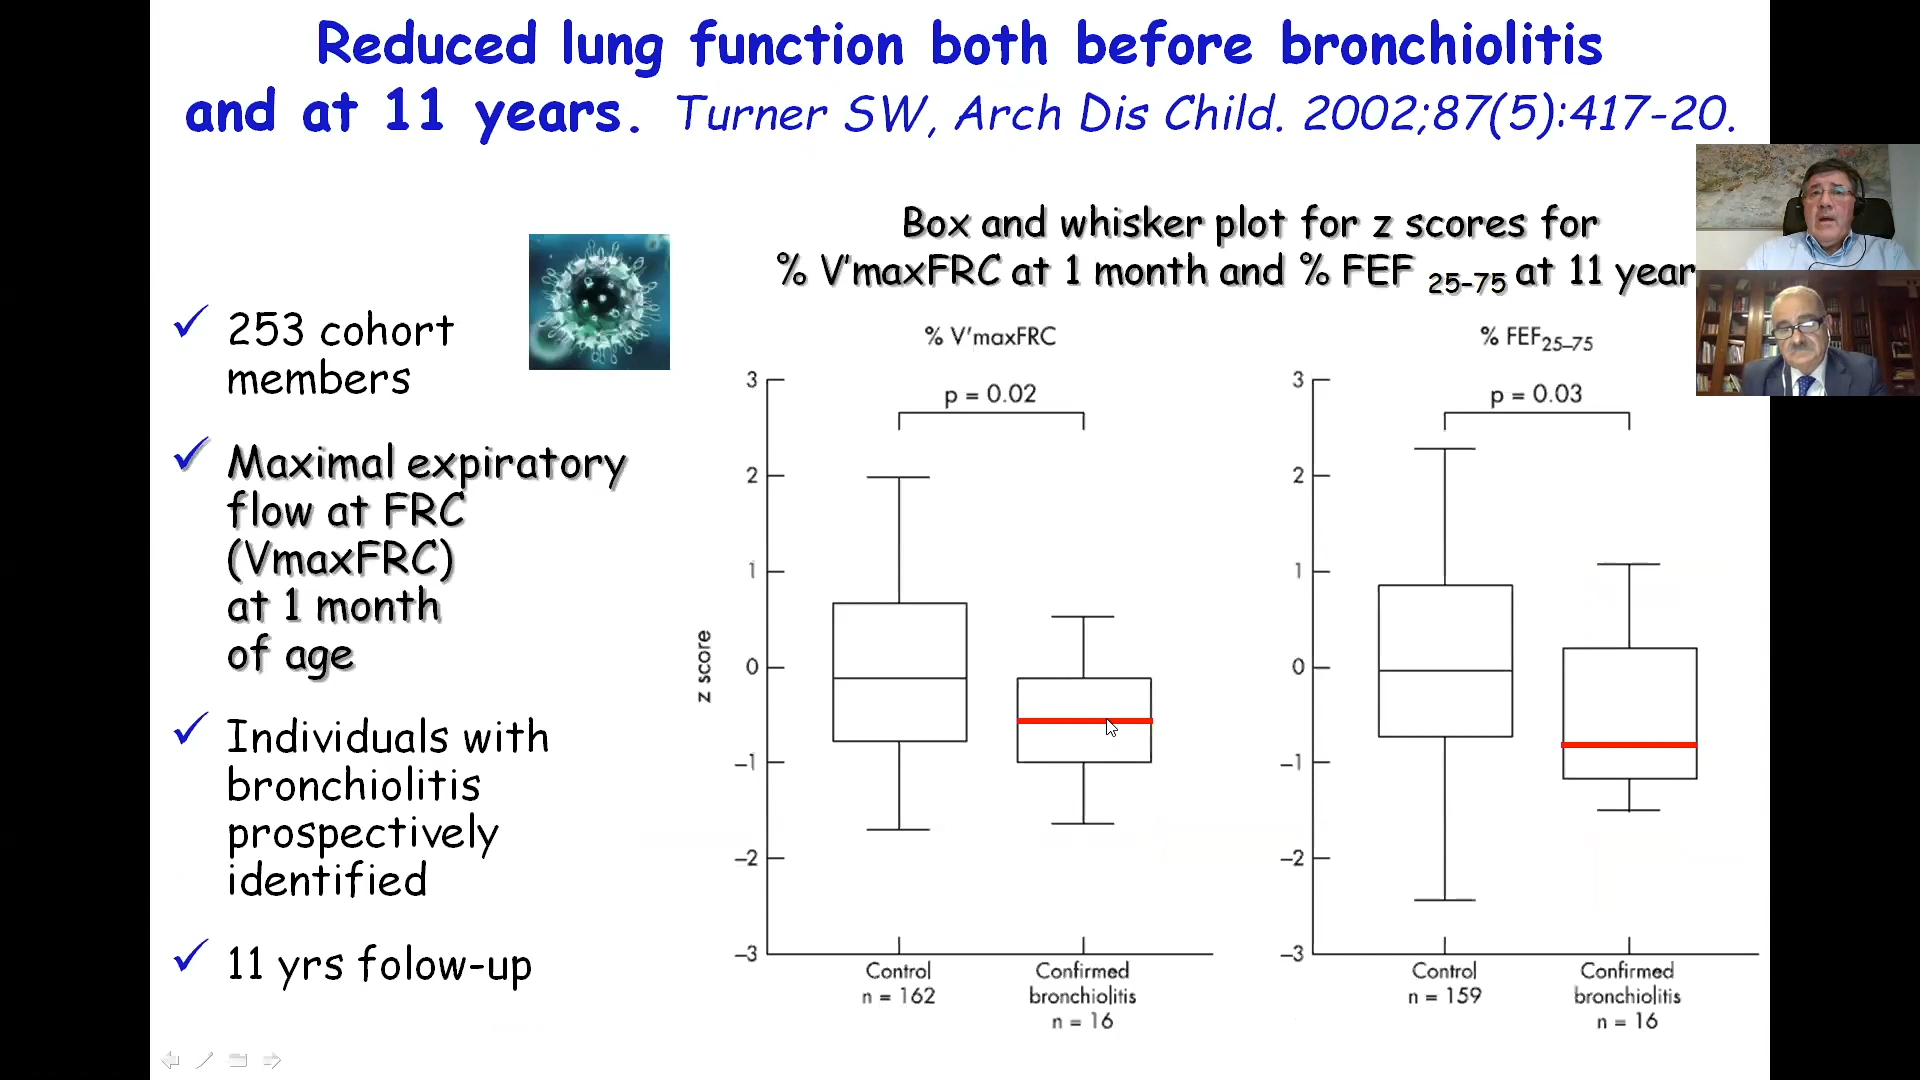 Reduced lung function both before bronchiolitis
and at 11 years. Turner SW, Arch Dis Child. 2002;87(5):417-20.
253 cohort
members
Maximal expiratory
flow at FRC
(VmaxFRC)
at 1 month
of age
Individuals with
bronchiolitis
prospectively
identified
11 yrs folow-up
Box and whisker plot for z scores for
% V'maxFRC at 1 month and % FEF 25-75 at 11 year
% V'maxFRC
3
p = 0.02
2
1
0
–1
–2
–3
z score
Control
n = 162
Confirmed
bronchiolitis
n = 16
% FEF25–75
3
p = 0.03
2
1
0
–1
–2
–3
Control
n = 159
Confirmed
bronchiolitis
n = 16